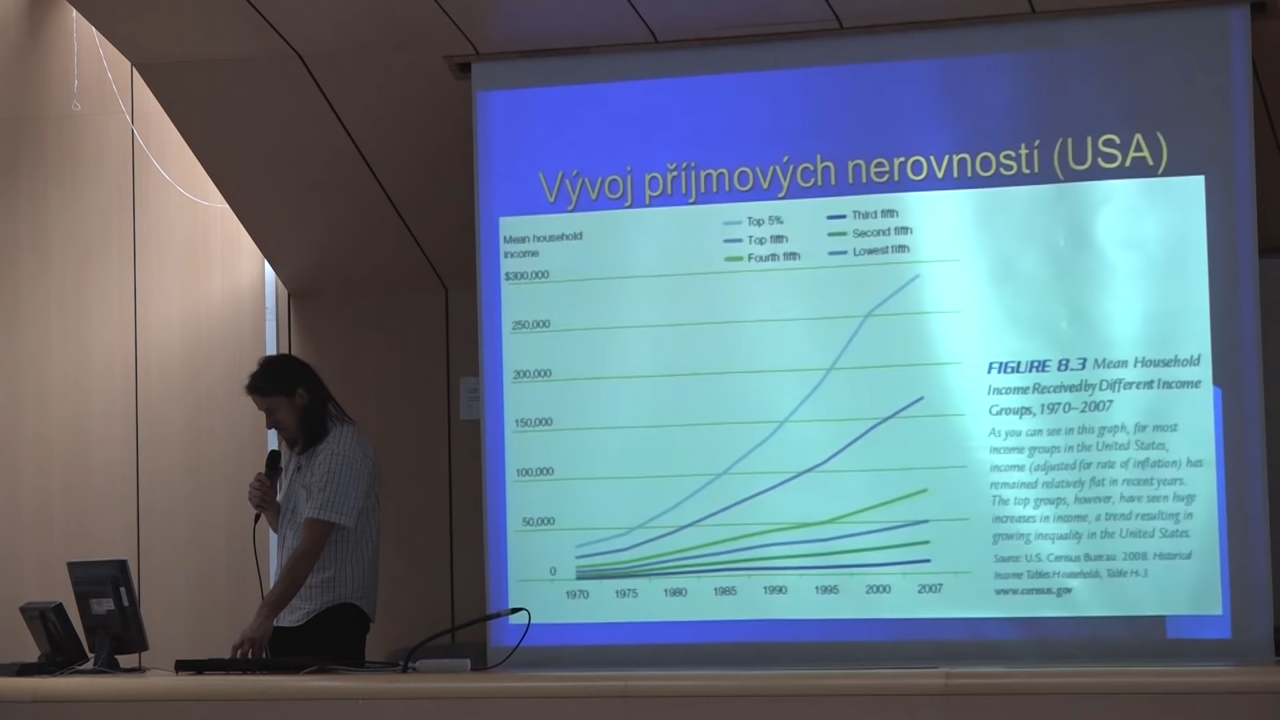 Vývoj příjmových nerovností (USA)
Mean household
income
Top 5%
Top fifth
Fourth fifth
Third fifth
Second fifth
Lowest fifth
$300,000
250,000
200,000
150,000
100,000
50,000
0
1970 1975 1980 1985 1990 1995 2000 2007
FIGURE 8.3 Mean Household
Income Received by Different Income
Groups, 1970–2007
As you can see in this graph, for most
income groups in the United States,
income (adjusted for rate of inflation) has
remained relatively flat in recent years.
The top groups, however, have seen huge
increases in income, a trend resulting in
growing inequality in the United States.
Source: U.S. Census Bureau. 2008. Historical
Income Tables Households, Table H-3.
www.census.gov